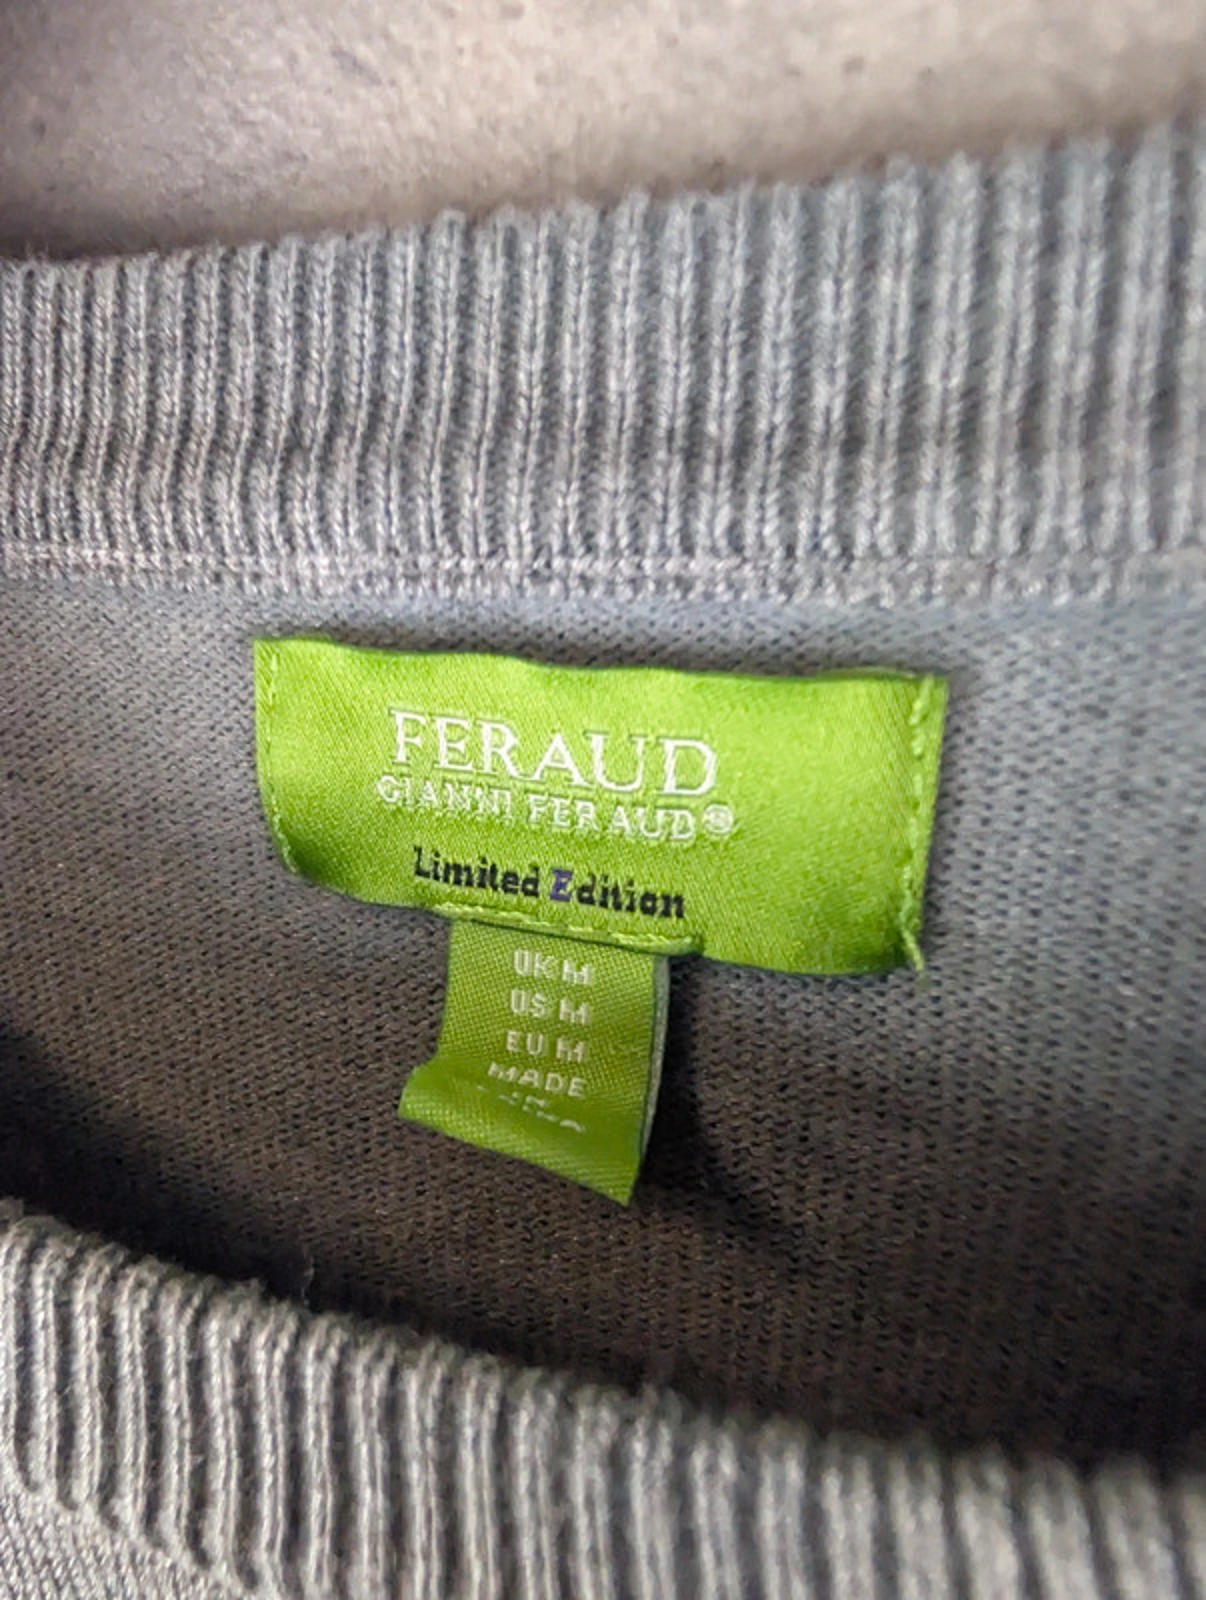 FERAUD
GIANNI FERAUD®
Limited Edition
UK M
US M
EU M
MADE